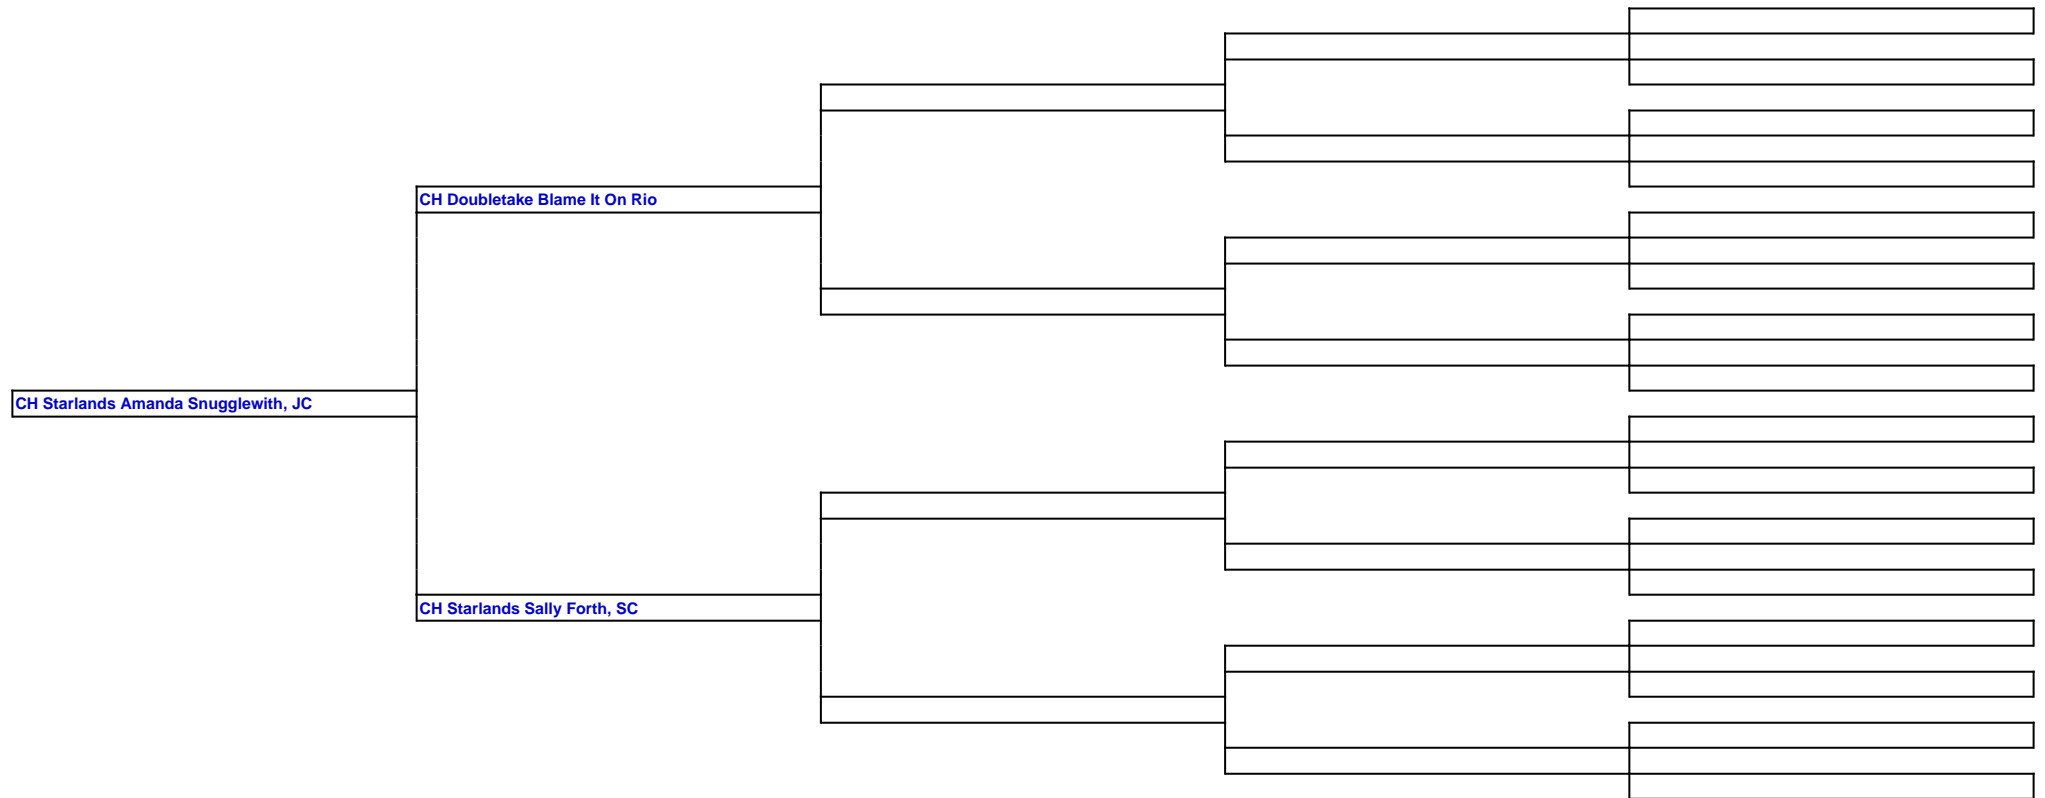 CH Doubletake Blame It On Rio
CH Starlands Amanda Snugglewith, JC
CH Starlands Sally Forth, SC